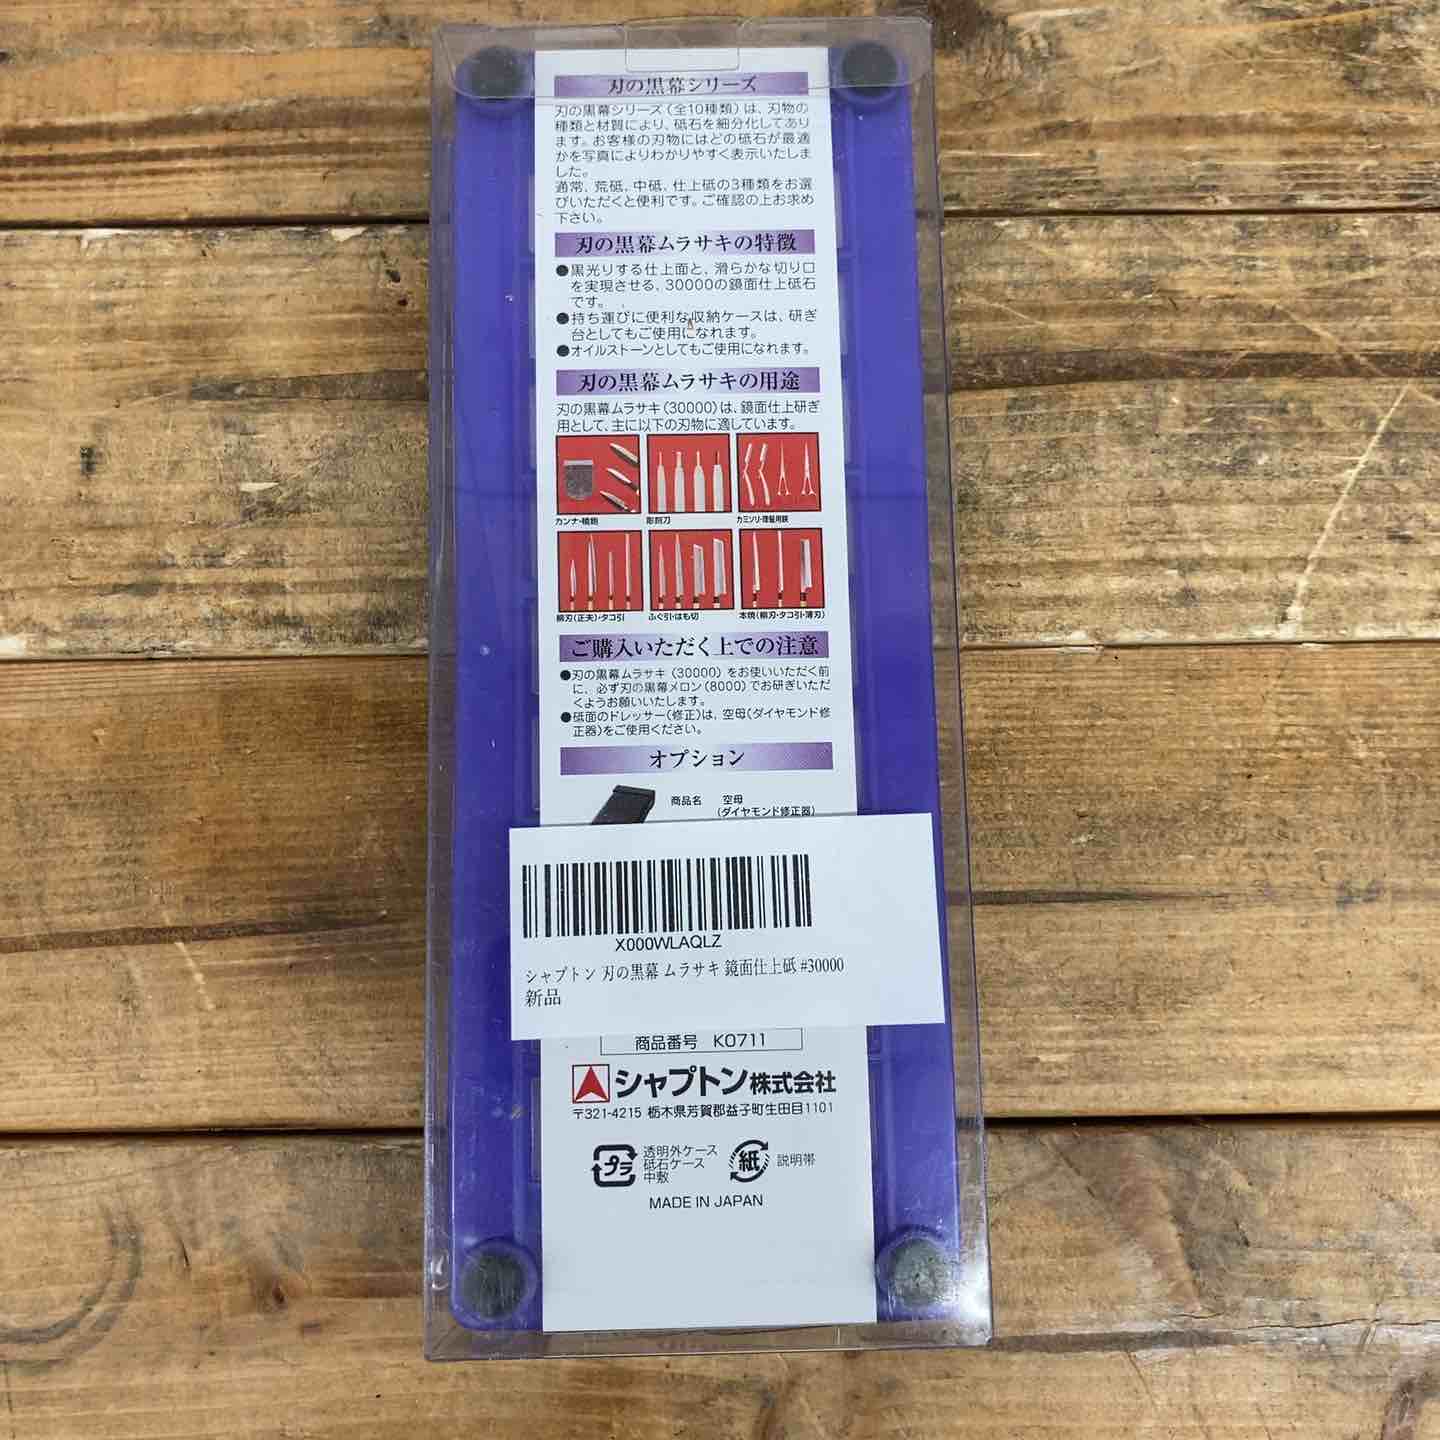 刃の黒幕シリーズ
刃の黒幕シリーズ(全10種類)は、刃物の
種類と材質により、砥石を細分化してあり
ます。お客様の刃物にはどの砥石が最適
かを写真によりわかりやすく表示いたしま
した。
通常、荒砥、中砥、仕上砥の3種類をお選
びいただくと便利です。ご確認の上お求め
下さい。
刃の黒幕ムラサキの特徴
●黒光りする仕上面と、滑らかな切り口
を実現させる、30000の鏡面仕上砥石
です。
●持ち運びに便利な収納ケースは、研ぎ
台としてもご使用になれます。
●オイルストーンとしてもご使用になれます。
刃の黒幕ムラサキの用途
刃の黒幕ムラサキ(30000)は、鏡面仕上研ぎ
用として、主に以下の刃物に適しています。
カンナ・槍鉋
彫刻刀
カミソリ・理髪用鋏
柳刃(正夫)・タコ引
ふぐ引・はも切
本焼(柳刃・タコ引・薄刃)
ご購入いただく上での注意
●刃の黒幕ムラサキ(30000)をお使いいただく前
に、必ず刃の黒幕メロン(8000)でお研ぎいただ
くようお願いいたします。
●砥面のドレッサー(修正)は、空母(ダイヤモンド修
正器)をご使用ください。
オプション
商品名 空母
(ダイヤモンド修正器)
X000WLAQLZ
シャプトン 刃の黒幕 ムラサキ 鏡面仕上砥 #30000
新品
商品番号 K0711
シャプトン株式会社
〒321-4215 栃木県芳賀郡益子町生田目1101
プラ
透明外ケース
砥石ケース
中敷
紙
説明帯
MADE IN JAPAN